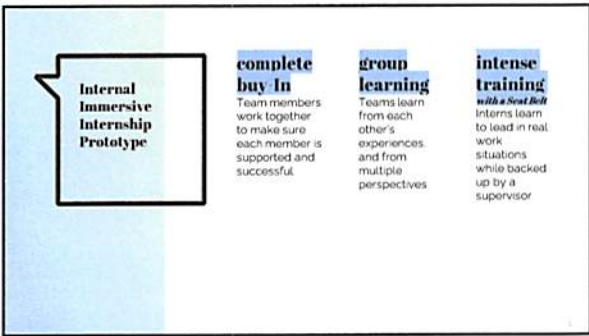 Internal
Immersive
Internship
Prototype
complete
buy-In
Team members
work together
to make sure
each member is
supported and
successful
group
learning
Teams learn
from each
other's
experiences.
and from
multiple
perspectives
intense
training
with a Seat Belt
Interns learn
to lead in real
work
situations
while backed
up by a
supervisor